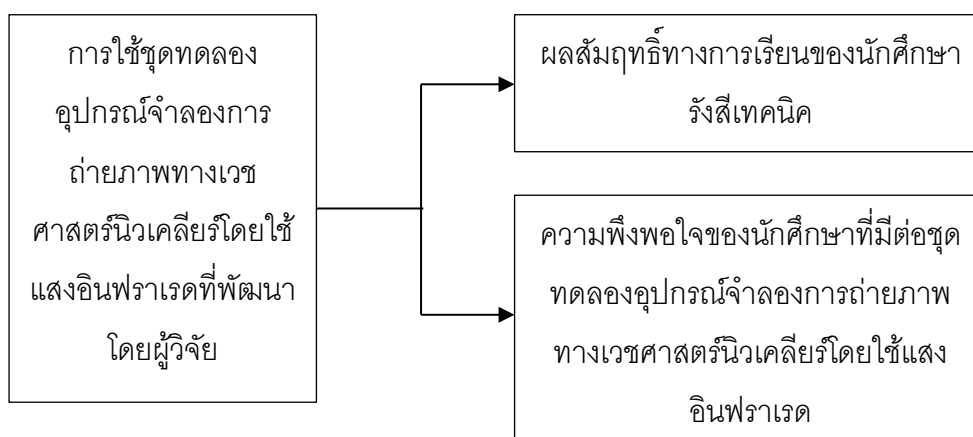 การใช้ชุดทดลอง
อุปกรณ์จำลองการ
ถ่ายภาพทางเวช
ศาสตร์นิวเคลียร์โดยใช้
แสงอินฟราเรดที่พัฒนา
โดยผู้วิจัย
ผลสัมฤทธิ์ทางการเรียนของนักศึกษา
รังสีเทคนิค
ความพึงพอใจของนักศึกษาที่มีต่อชุด
ทดลองอุปกรณ์จำลองการถ่ายภาพ
ทางเวชศาสตร์นิวเคลียร์โดยใช้แสง
อินฟราเรด